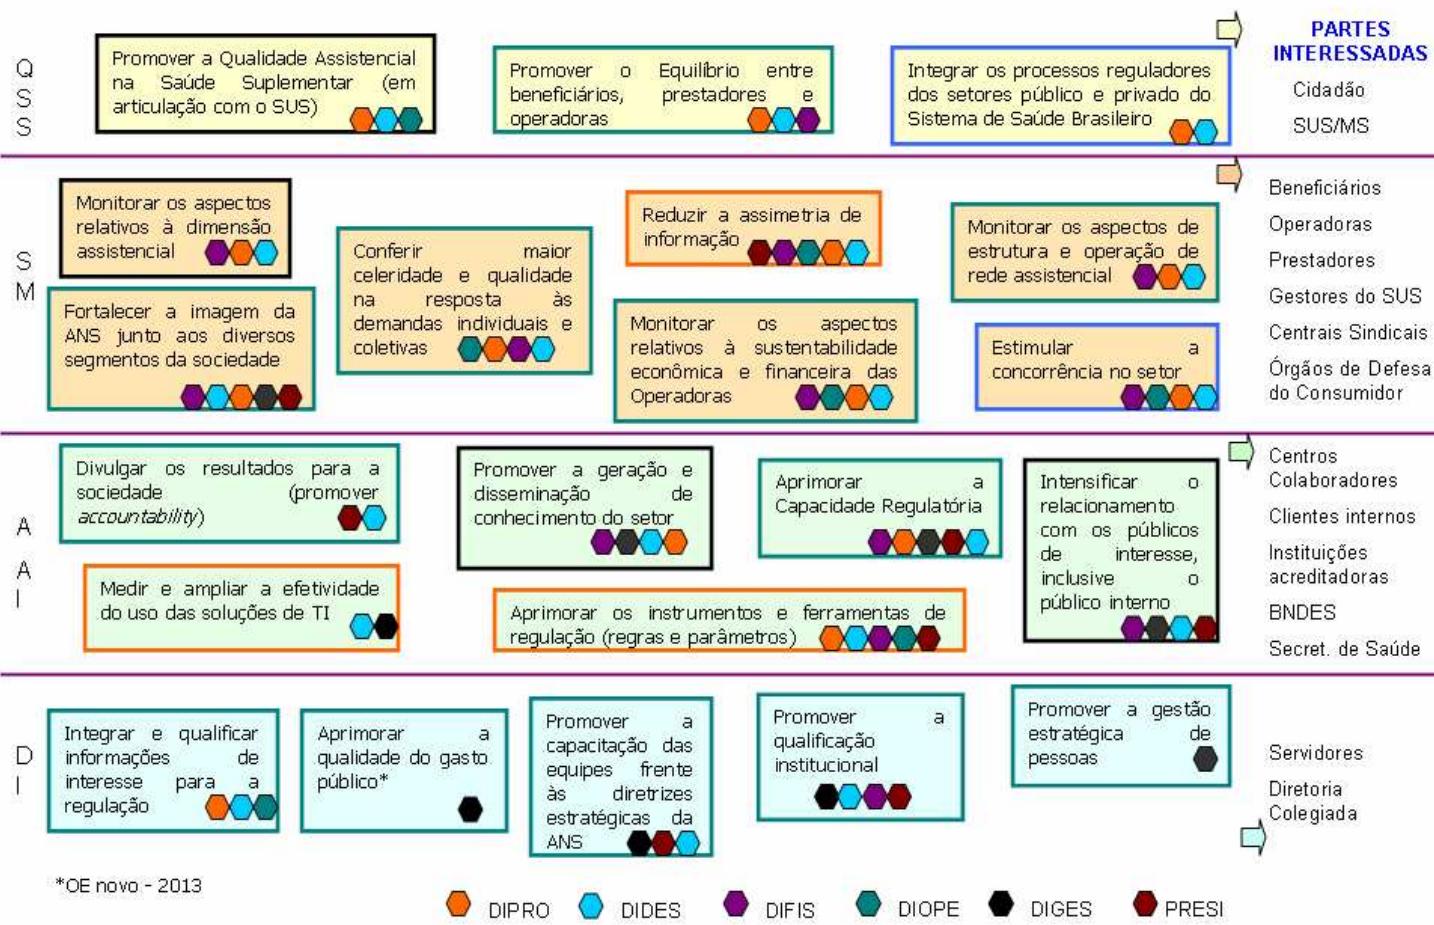 Q
S
S
Promover a Qualidade Assistencial
na Saúde Suplementar (em
articulação com o SUS)
Promover o Equilíbrio entre
beneficiários, prestadores e
operadoras
Integrar os processos reguladores
dos setores público e privado do
Sistema de Saúde Brasileiro
PARTES
INTERESSADAS
Cidadão
SUS/MS
S
M
Monitorar os aspectos
relativos à dimensão
assistencial
Fortalecer a imagem da
ANS junto aos diversos
segmentos da sociedade
Conferir maior
celeridade e qualidade
na resposta às
demandas individuais e
coletivas
Reduzir a assimetria de
informação
Monitorar os aspectos
relativos à sustentabilidade
econômica e financeira das
Operadoras
Monitorar os aspectos de
estrutura e operação de
rede assistencial
Estimular a
concorrência no setor
Beneficiários
Operadoras
Prestadores
Gestores do SUS
Centrais Sindicais
Órgãos de Defesa
do Consumidor
A
A
I
Divulgar os resultados para a
sociedade (promover
accountability)
Medir e ampliar a efetividade
do uso das soluções de TI
Promover a geração e
disseminação de
conhecimento do setor
Aprimorar os instrumentos e ferramentas de
regulação (regras e parâmetros)
Aprimorar a
Capacidade Regulatória
Intensificar o
relacionamento
com os públicos
de interesse,
inclusive o
público interno
Centros
Colaboradores
Clientes internos
Instituições
acreditadoras
BNDES
Secret. de Saúde
D
I
Integrar e qualificar
informações de
interesse para a
regulação
Aprimorar a
qualidade do gasto
público*
Promover a
capacitação das
equipes frente
às diretrizes
estratégicas da
ANS
Promover a
qualificação
institucional
Promover a gestão
estratégica de
pessoas
Servidores
Diretoria
Colegiada
*OE novo - 2013
DIPRO DIDES DIFIS DIOPE DIGES PRESI